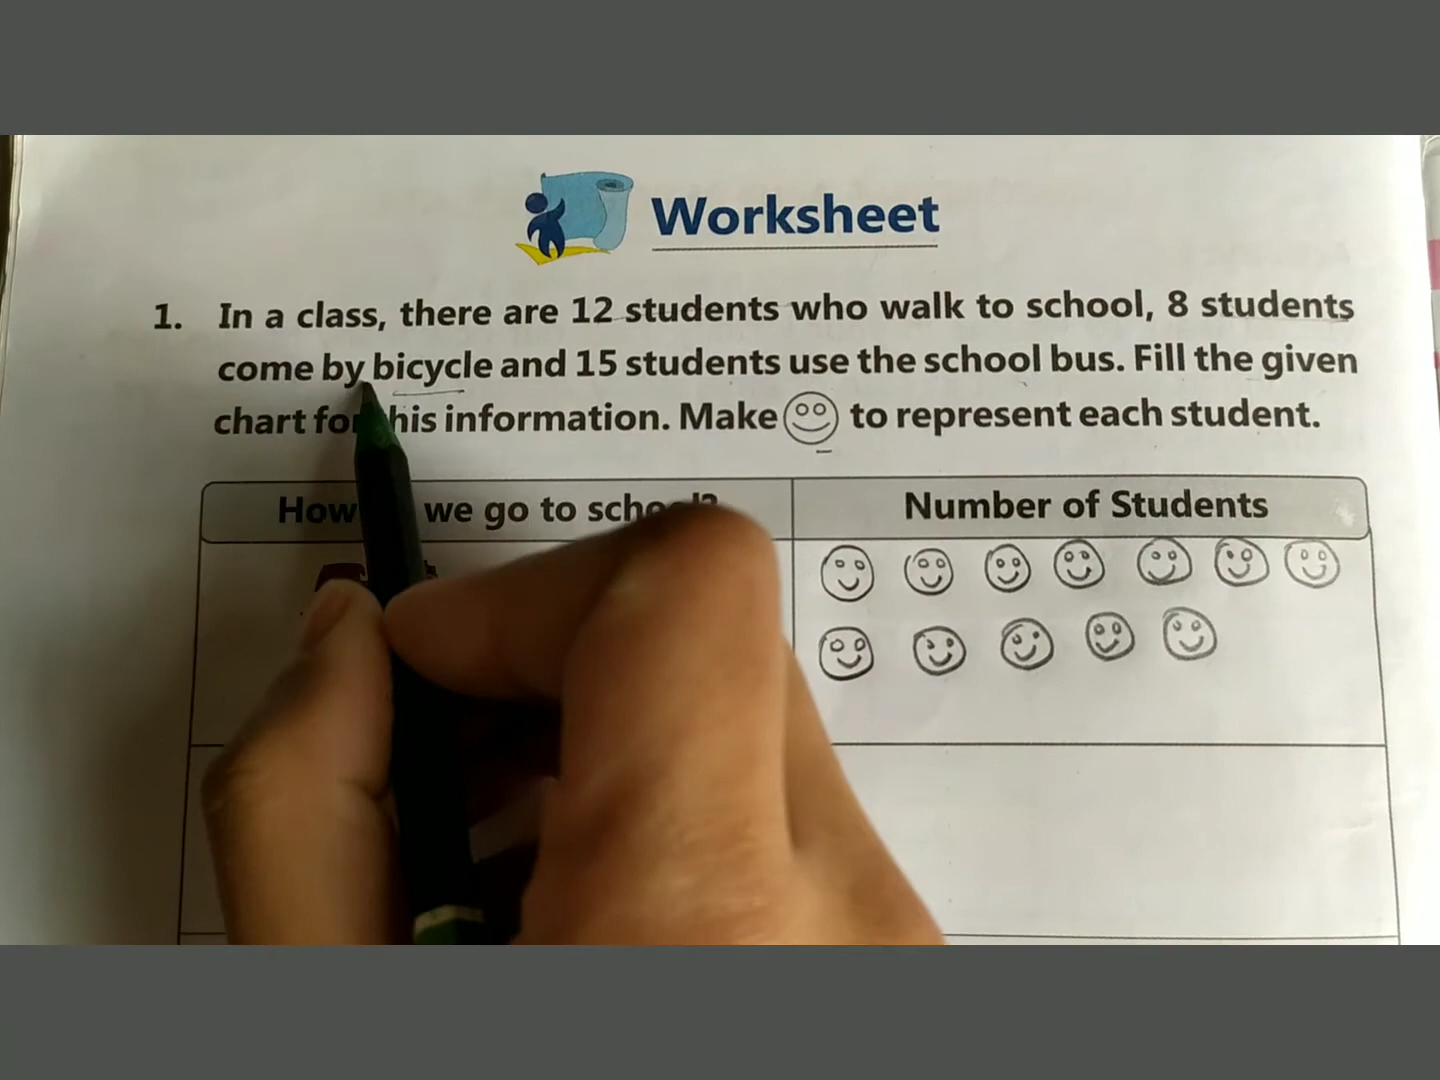 Worksheet
1. In a class, there are 12 students who walk to school, 8 students
come by bicycle and 15 students use the school bus. Fill the given
chart for this information. Make to represent each student.
How we go to school?
Number of Students